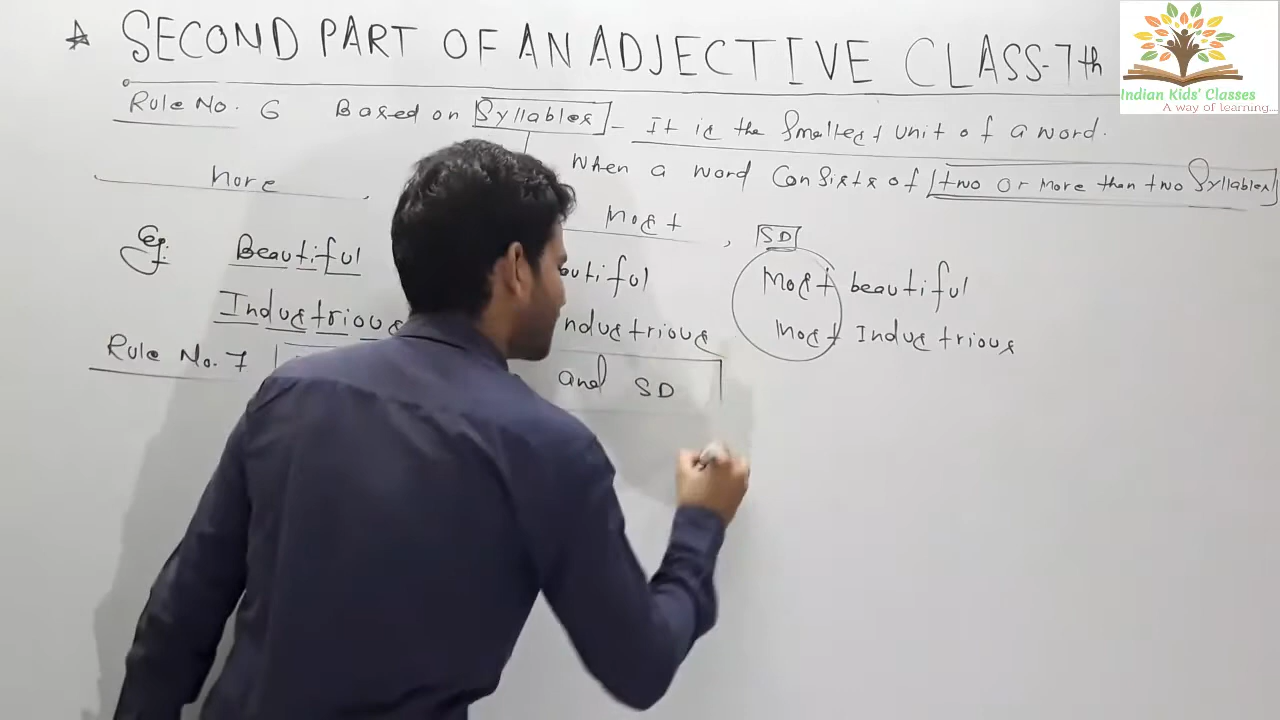 ☆ SECOND PART OF AN ADJECTIVE CLASS-7th
Indian Kids' Classes
A way of learning...
Rule No. 6 Based on Syllables - It is the smallest unit of a word.
When a word Consists of two or more than two Syllables
more, Most, SD
Eg. Beautiful utiful Most beautiful
Industrious ndustrious Most Industrious
Rule No. 7 and SD